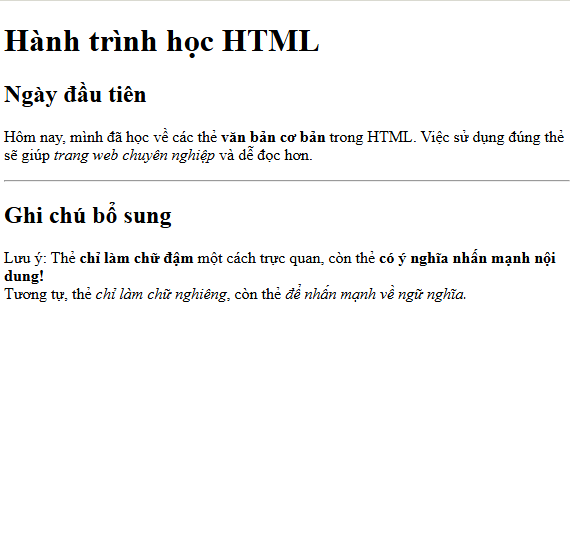 Hành trình học HTML
Ngày đầu tiên
Hôm nay, mình đã học về các thẻ văn bản cơ bản trong HTML. Việc sử dụng đúng thẻ
sẽ giúp trang web chuyên nghiệp và dễ đọc hơn.
Ghi chú bổ sung
Lưu ý: Thẻ chỉ làm chữ đậm một cách trực quan, còn thẻ có ý nghĩa nhấn mạnh nội
dung!
Tương tự, thẻ chỉ làm chữ nghiêng, còn thẻ để nhấn mạnh về ngữ nghĩa.